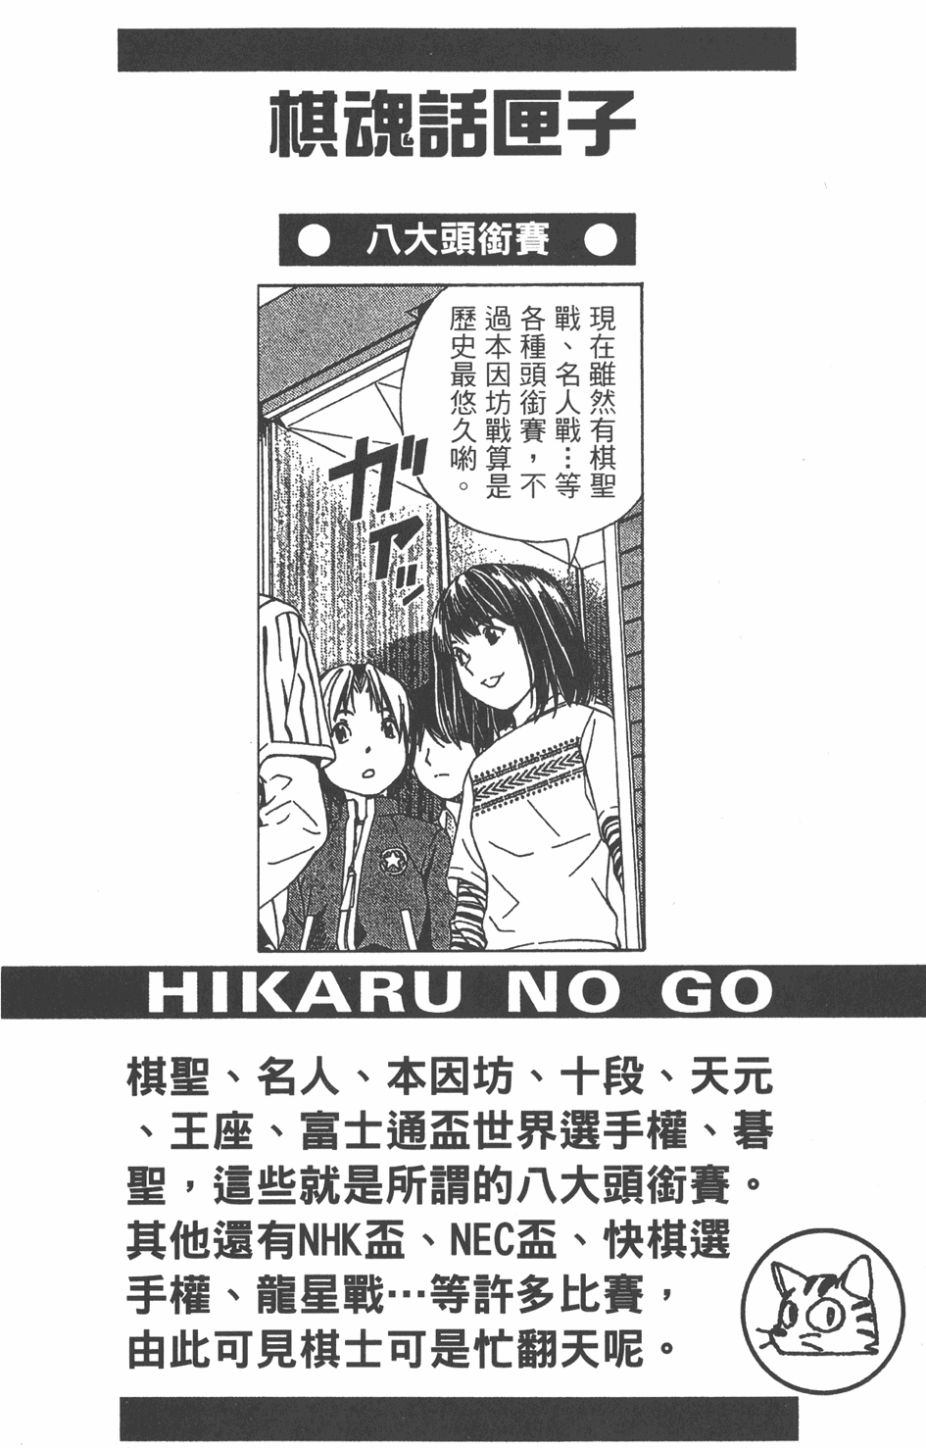 棋魂話匣子
● 八大頭銜賽 ●
現在雖然有棋聖
戰、名人戰…等
各種頭銜賽，不
過本因坊戰算是
歷史最悠久喲。
ガガァッ
HIKARU NO GO
棋聖、名人、本因坊、十段、天元
、王座、富士通盃世界選手權、碁
聖，這些就是所謂的八大頭銜賽。
其他還有NHK盃、NEC盃、快棋選
手權、龍星戰…等許多比賽，
由此可見棋士可是忙翻天呢。